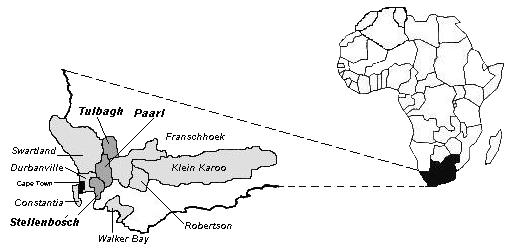 Tulbagh
Paarl
Franschhoek
Swartland
Durbanville
Klein Karoo
Cape Town
Constantia
Stellenbosch
Robertson
Walker Bay